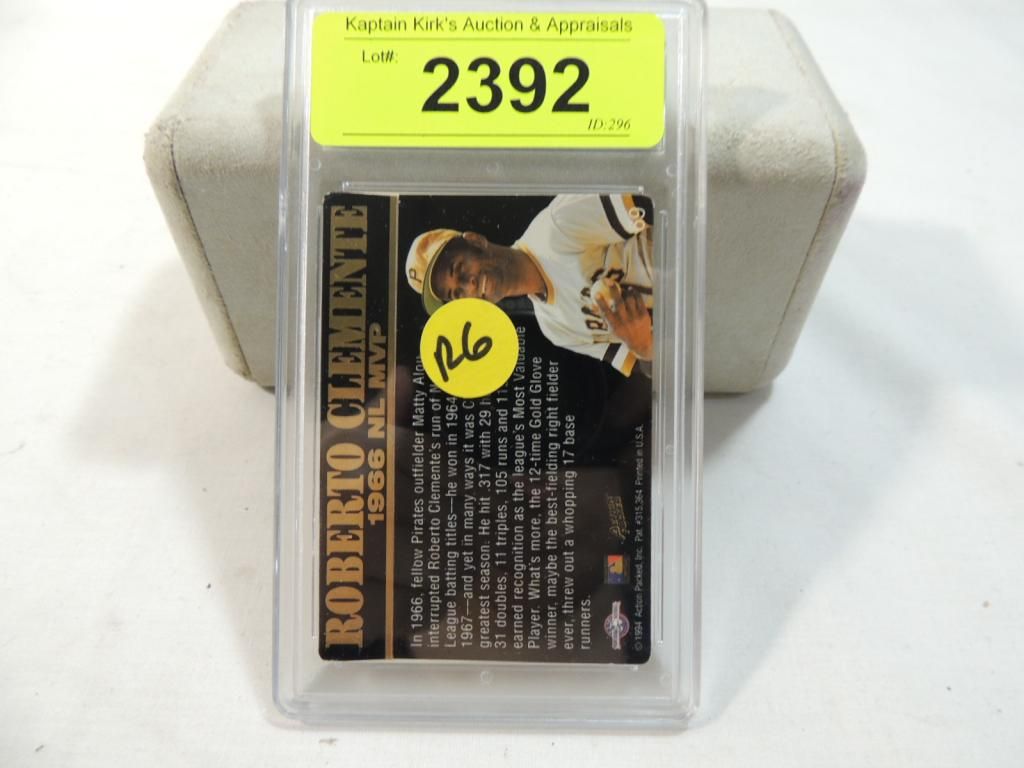 Kaptain Kirk's Auction & Appraisals
Lot#:
2392
ID:296
ROBERTO CLEMENTE
1966 NL MVP
In 1966, fellow Pirates outfielder Matty Alou
interrupted Roberto Clemente's run of
League batting titles—he won in 1964
1967—and yet in many ways it was
greatest season. He hit .317 with 29
31 doubles, 11 triples, 105 runs and
earned recognition as the league's Most Valuable
Player. What's more, the 12-time Gold Glove
winner, maybe the best-fielding right fielder
ever, threw out a whopping 17 base
runners.
© 1994 Action Packed, Inc. Pat. #315,364 Printed in U.S.A.
69
P
R6